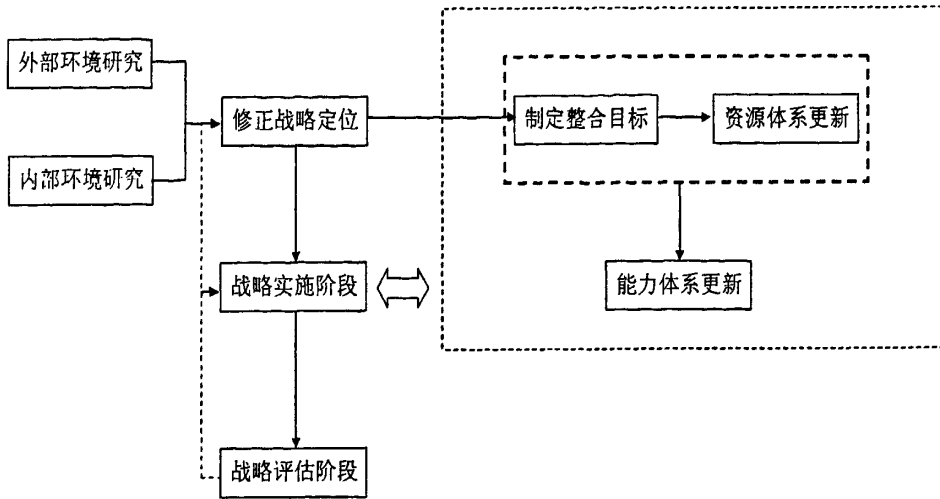 外部环境研究
内部环境研究
修正战略定位
制定整合目标
资源体系更新
战略实施阶段
能力体系更新
战略评估阶段